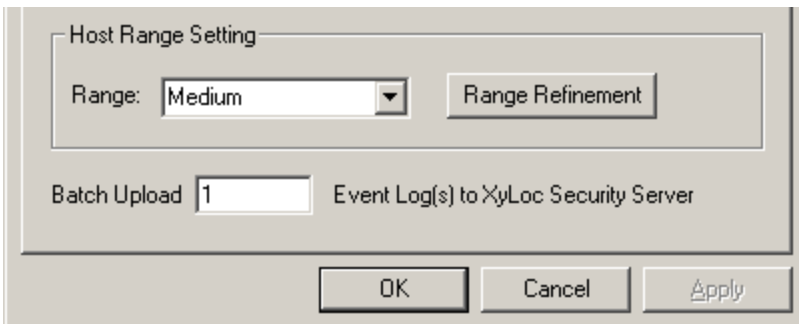 Host Range Setting
Range: Medium Range Refinement
Batch Upload 1 Event Log(s) to XyLoc Security Server
OK Cancel Apply